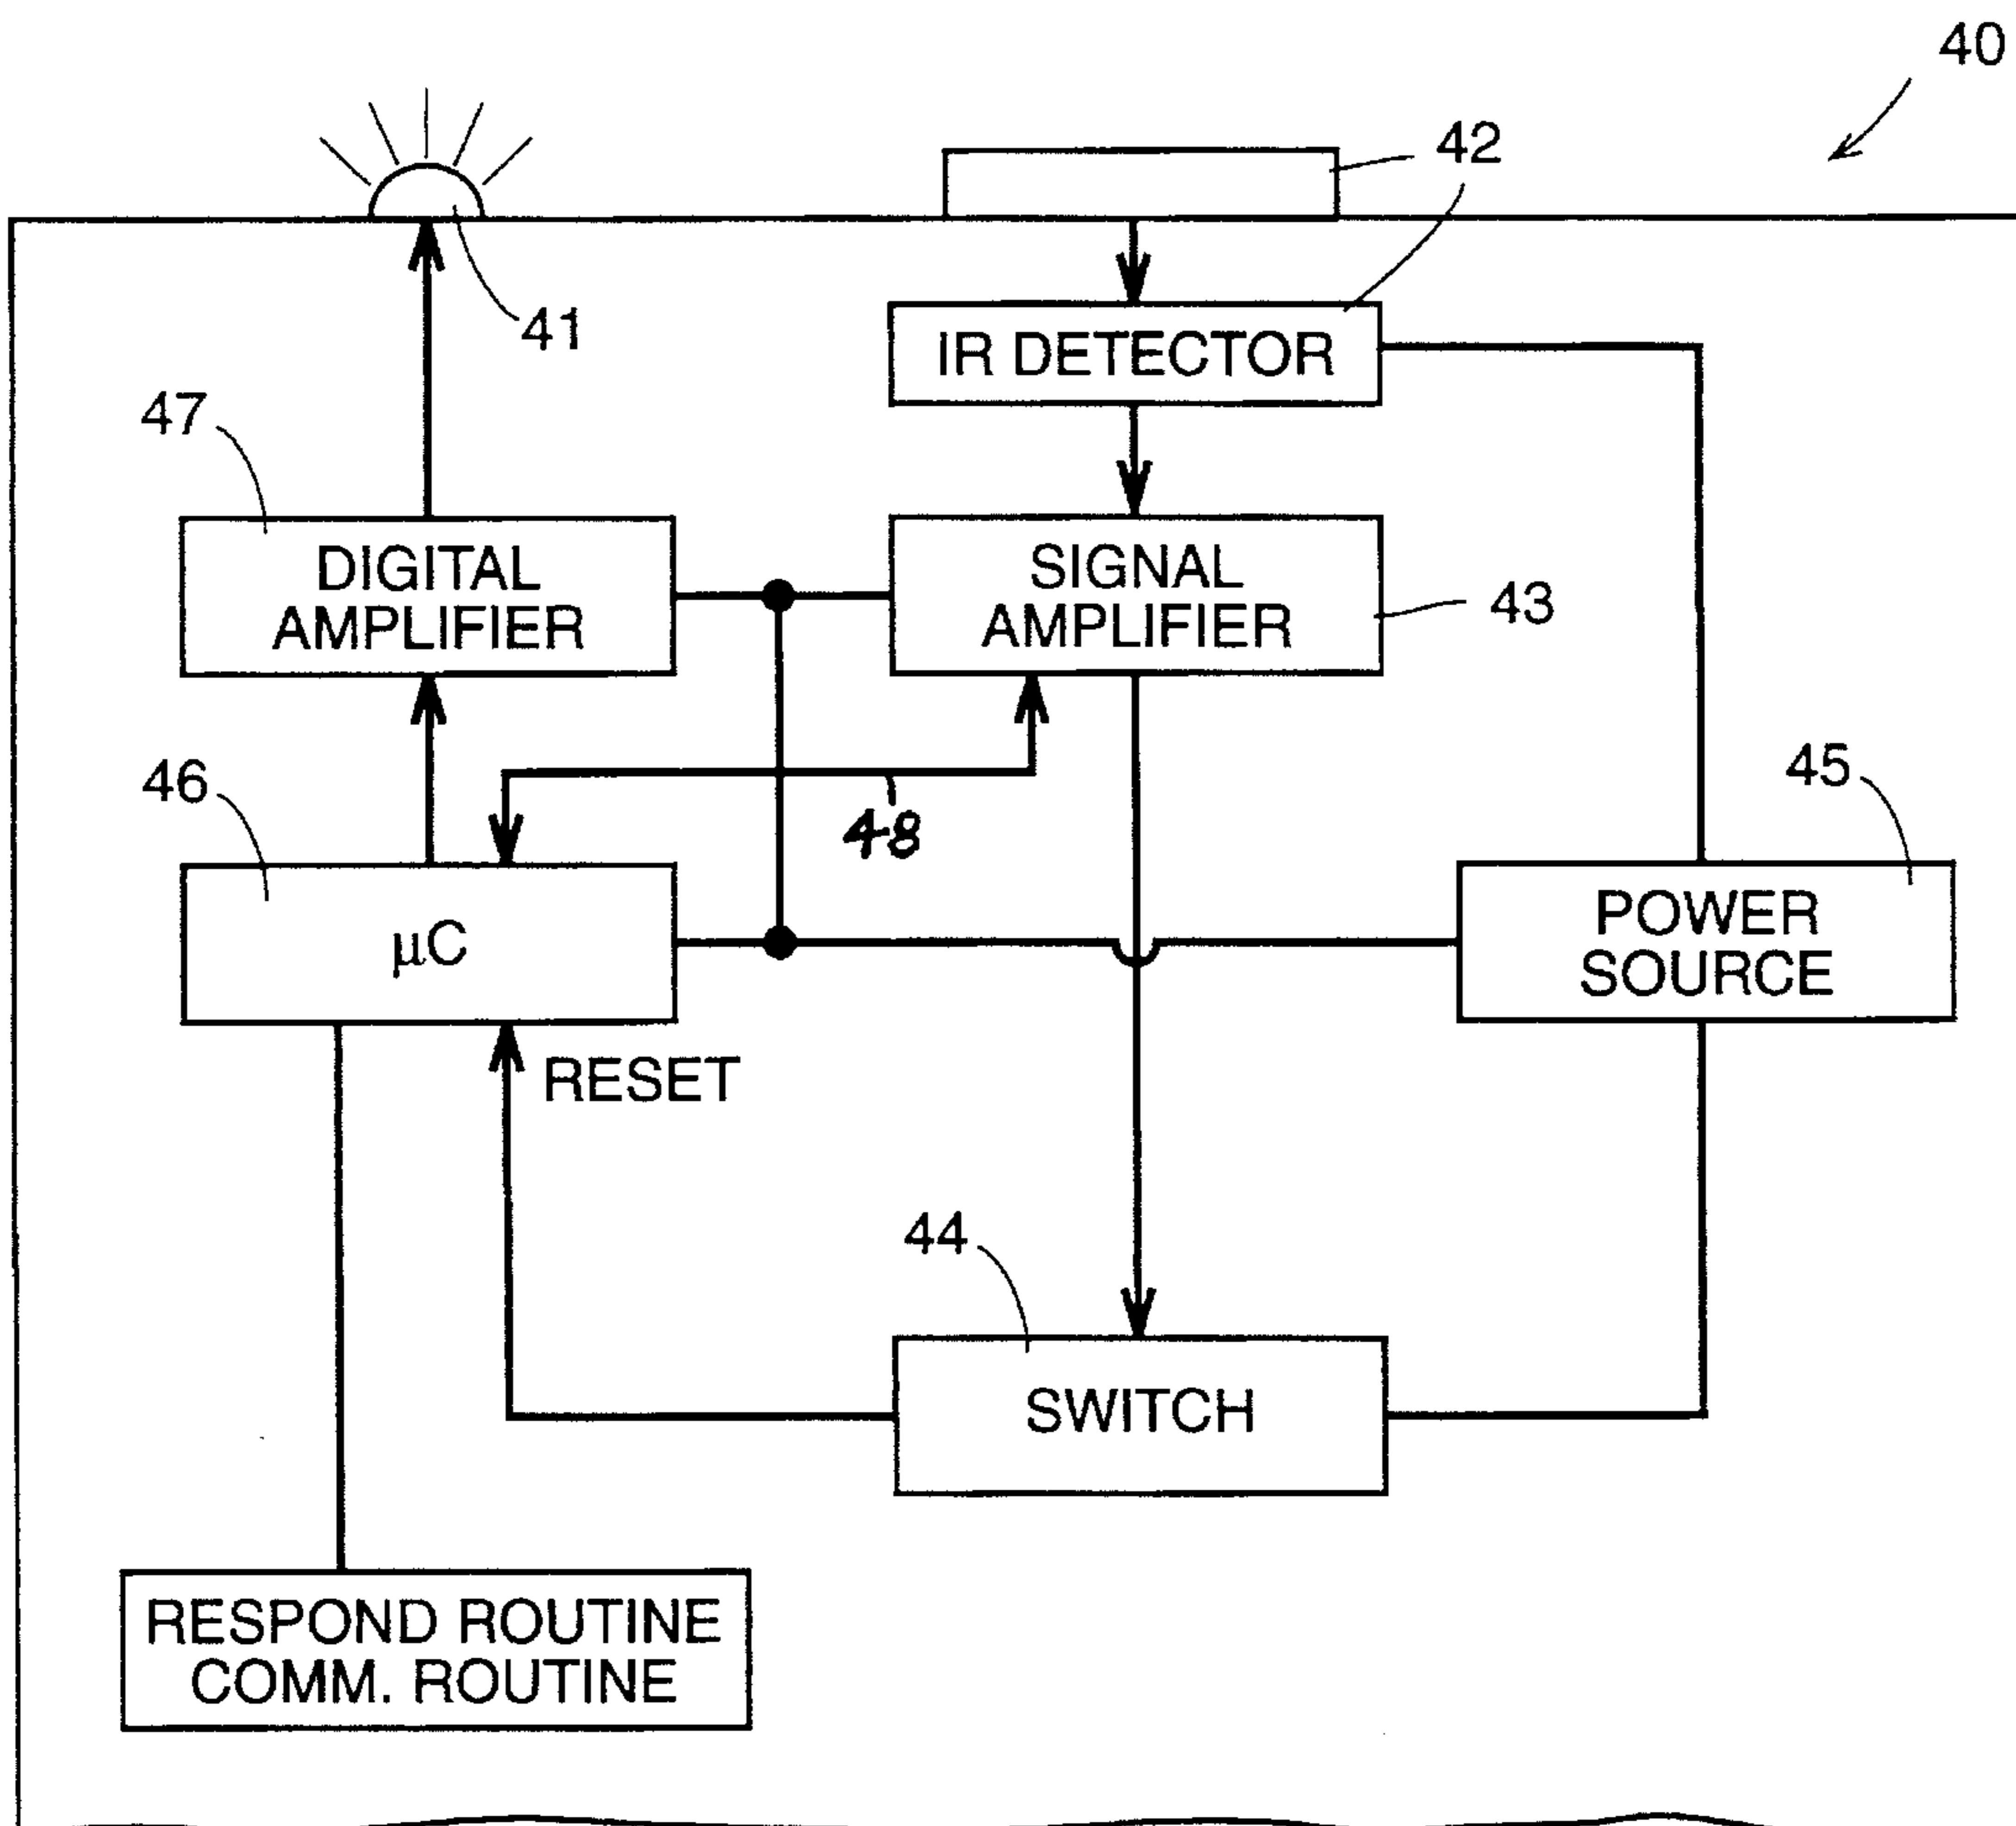 40
42
41
IR DETECTOR
47
DIGITAL
AMPLIFIER
SIGNAL
AMPLIFIER
43
46
48
45
µC
POWER
SOURCE
RESET
44
SWITCH
RESPOND ROUTINE
COMM. ROUTINE